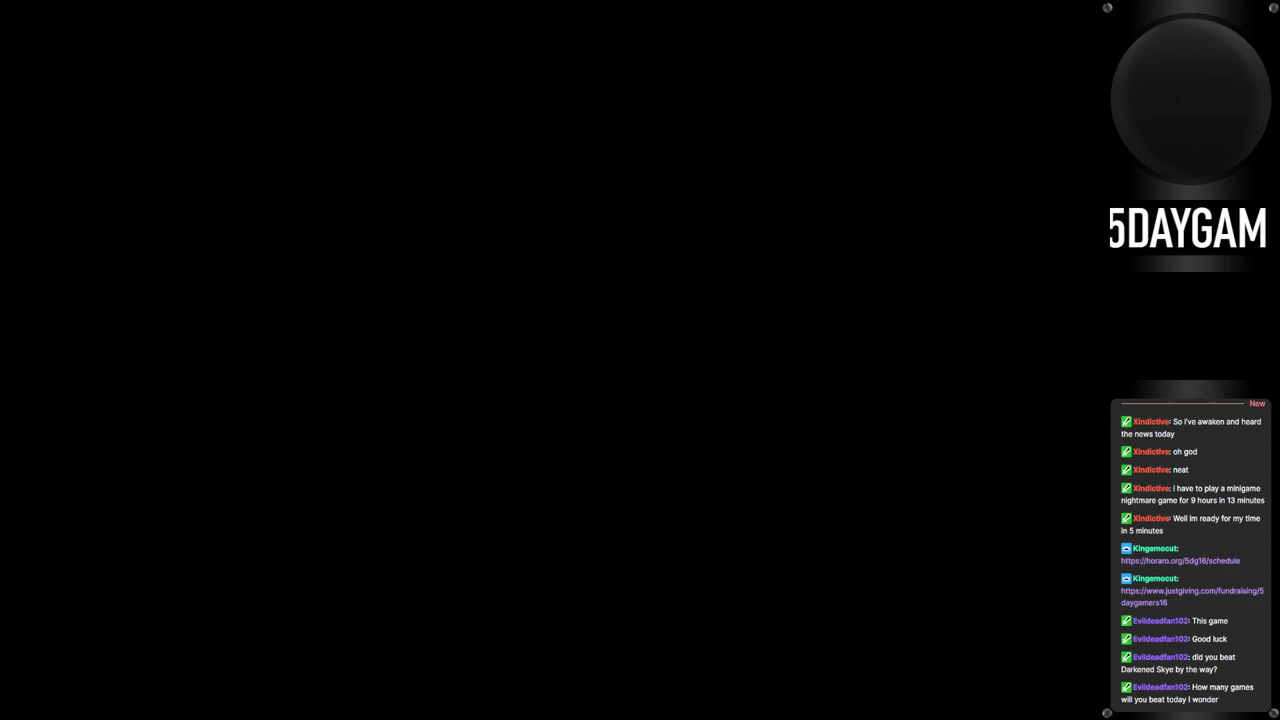 5DAYGAM
New
Xindictive: So I've awaken and heard
the news today
Xindictive: oh god
Xindictive: neat
Xindictive: I have to play a minigame
nightmare game for 9 hours in 13 minutes
Xindictive: Well im ready for my time
in 5 minutes
Kingemocut:
https://horaro.org/5dg16/schedule
Kingemocut:
https://www.justgiving.com/fundraising/5
daygamers16
Evildeadfan102: This game
Evildeadfan102: Good luck
Evildeadfan102: did you beat
Darkened Skye by the way?
Evildeadfan102: How many games
will you beat today I wonder